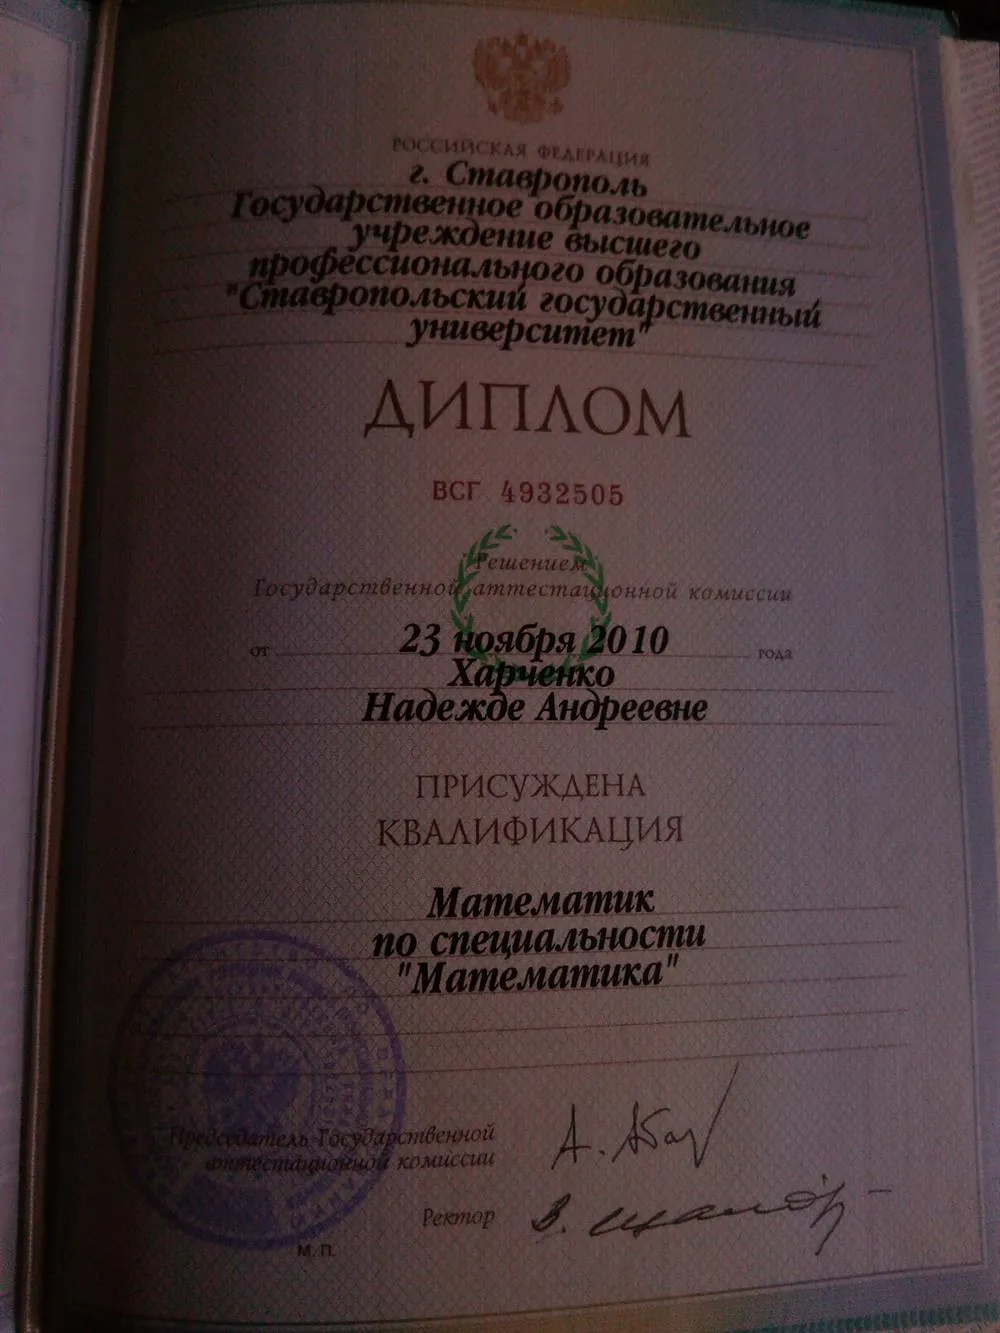 РОССИЙСКАЯ ФЕДЕРАЦИЯ
г. Ставрополь
Государственное образовательное
учреждение высшего
профессионального образования
"Ставропольский государственный
университет"
ДИПЛОМ
ВСГ 4932505
Решением
Государственной аттестационной комиссии
от 23 ноября 2010 года
Харченко
Надежде Андреевне
ПРИСУЖДЕНА
КВАЛИФИКАЦИЯ
Математик
по специальности
"Математика"
Председатель Государственной
аттестационной комиссии
Ректор
М. П.